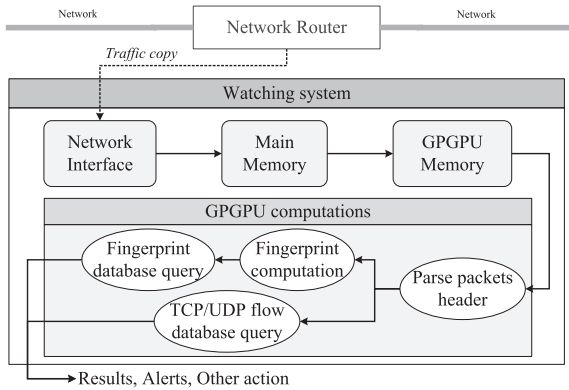 Network
Network Router
Network
Traffic copy
Watching system
Network
Interface
Main
Memory
GPGPU
Memory
GPGPU computations
Fingerprint
database query
Fingerprint
computation
Parse packets
header
TCP/UDP flow
database query
Results, Alerts, Other action